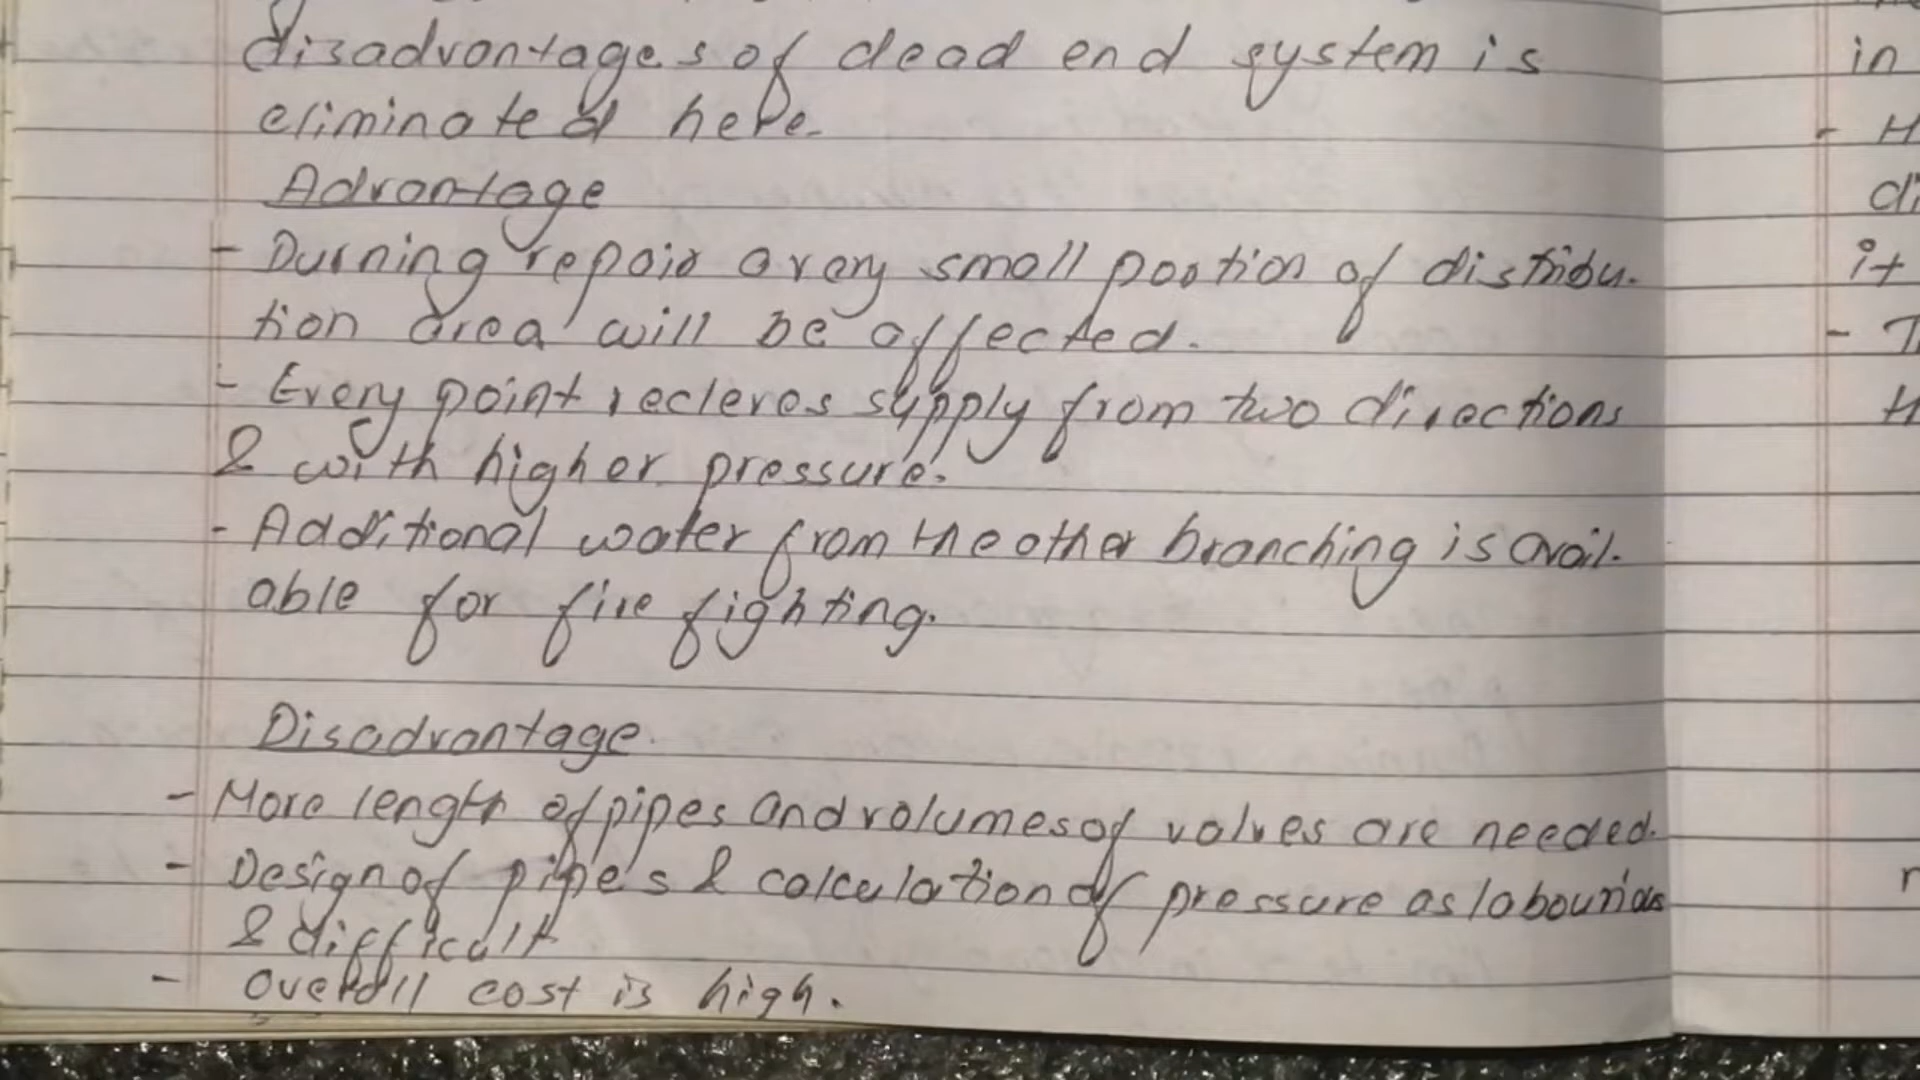 disadvantages of dead end system is
eliminated here.
Advantage
- Durning repair a very small portion of distribu-
tion area will be affected.
- Every point recieves supply from two directions
& with higher pressure.
- Additional water from the other branching is avail-
able for fire fighting.
Disadvantage.
- More length of pipes and volumes of valves are needed.
- Design of pipe's & calculation of pressure as labourious
& difficult
- Overall cost is high.
in
- H
di
it
- T
H
r